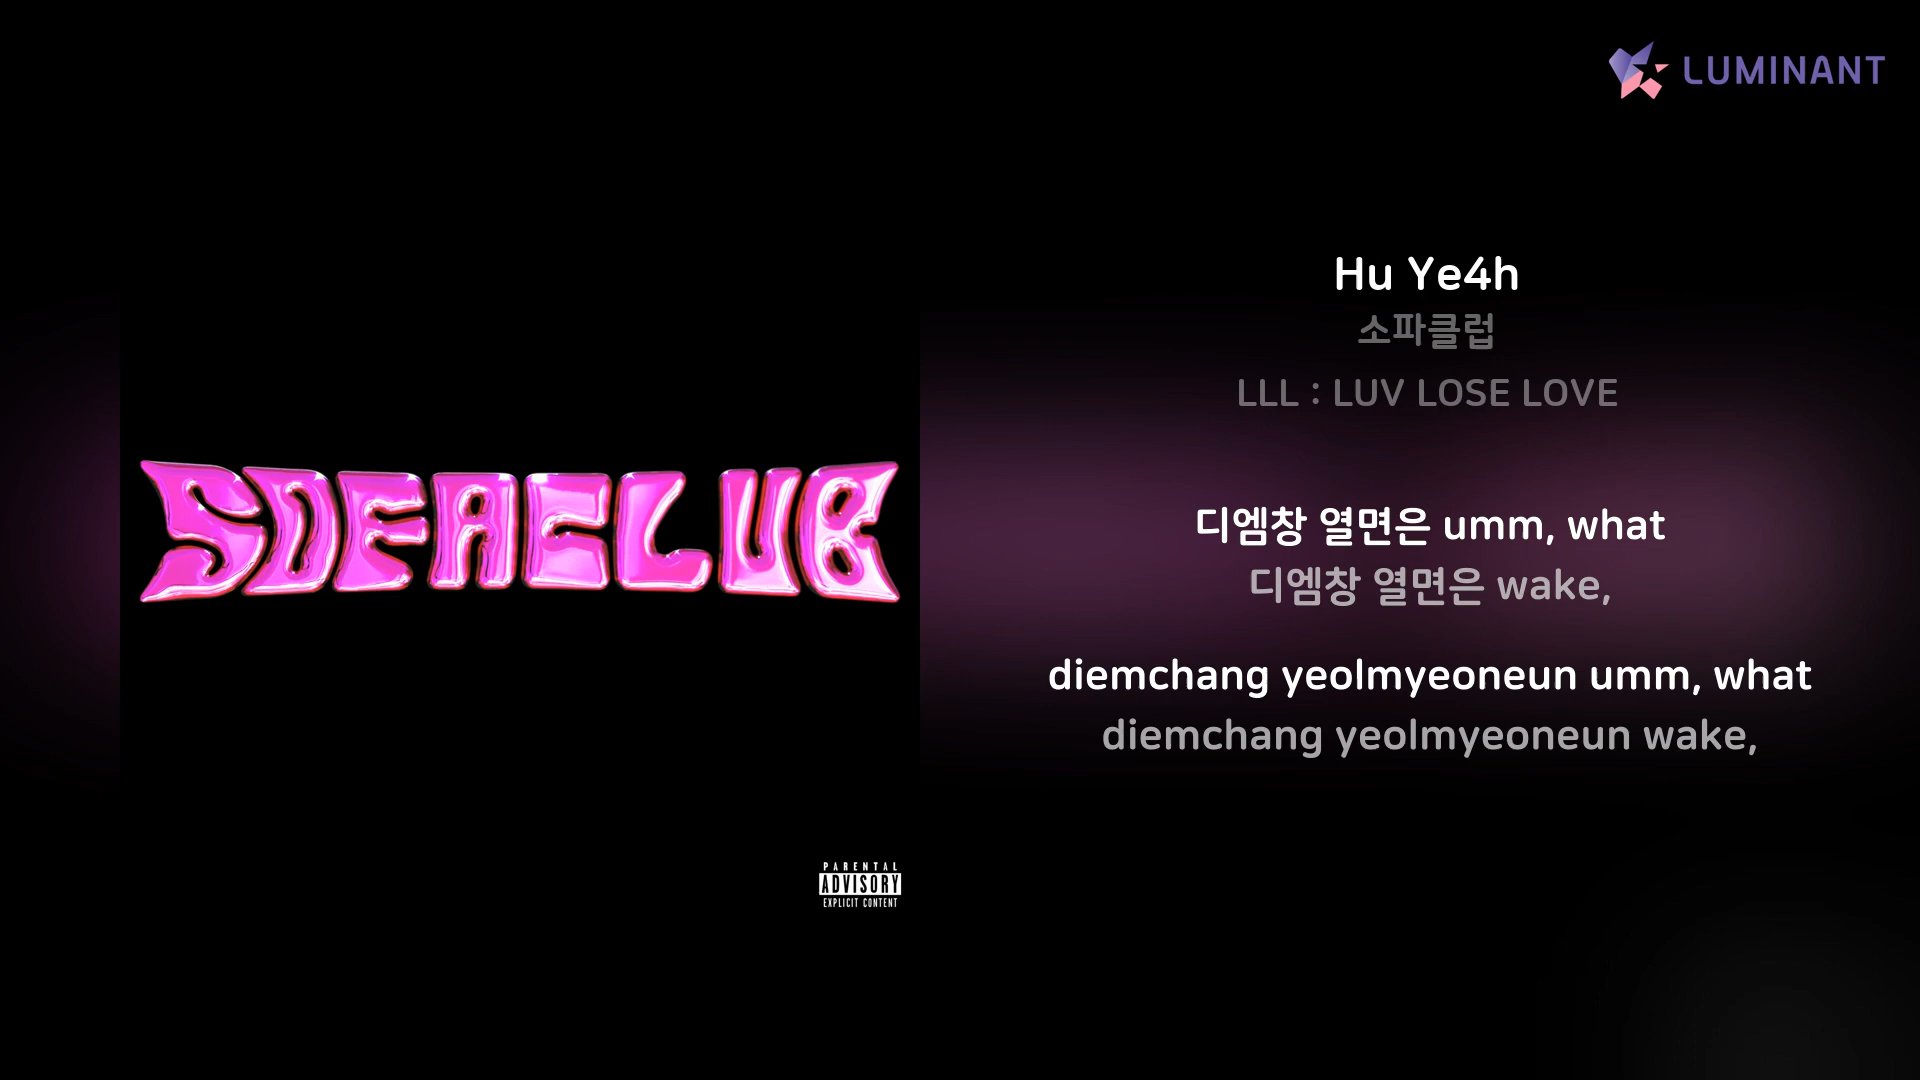 LUMINANT
Hu Ye4h
소파클럽
LLL : LUV LOSE LOVE
SOFACLUB
디엠창 열면은 umm, what
디엠창 열면은 wake,
diemchang yeolmyeoneun umm, what
diemchang yeolmyeoneun wake,
PARENTAL
ADVISORY
EXPLICIT CONTENT